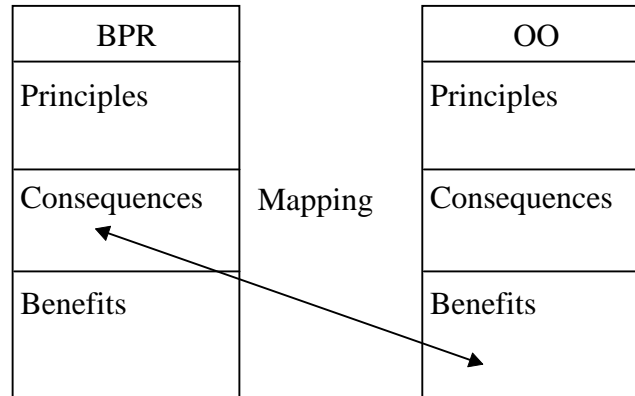 BPR
OO
Principles
Principles
Consequences
Mapping
Consequences
Benefits
Benefits